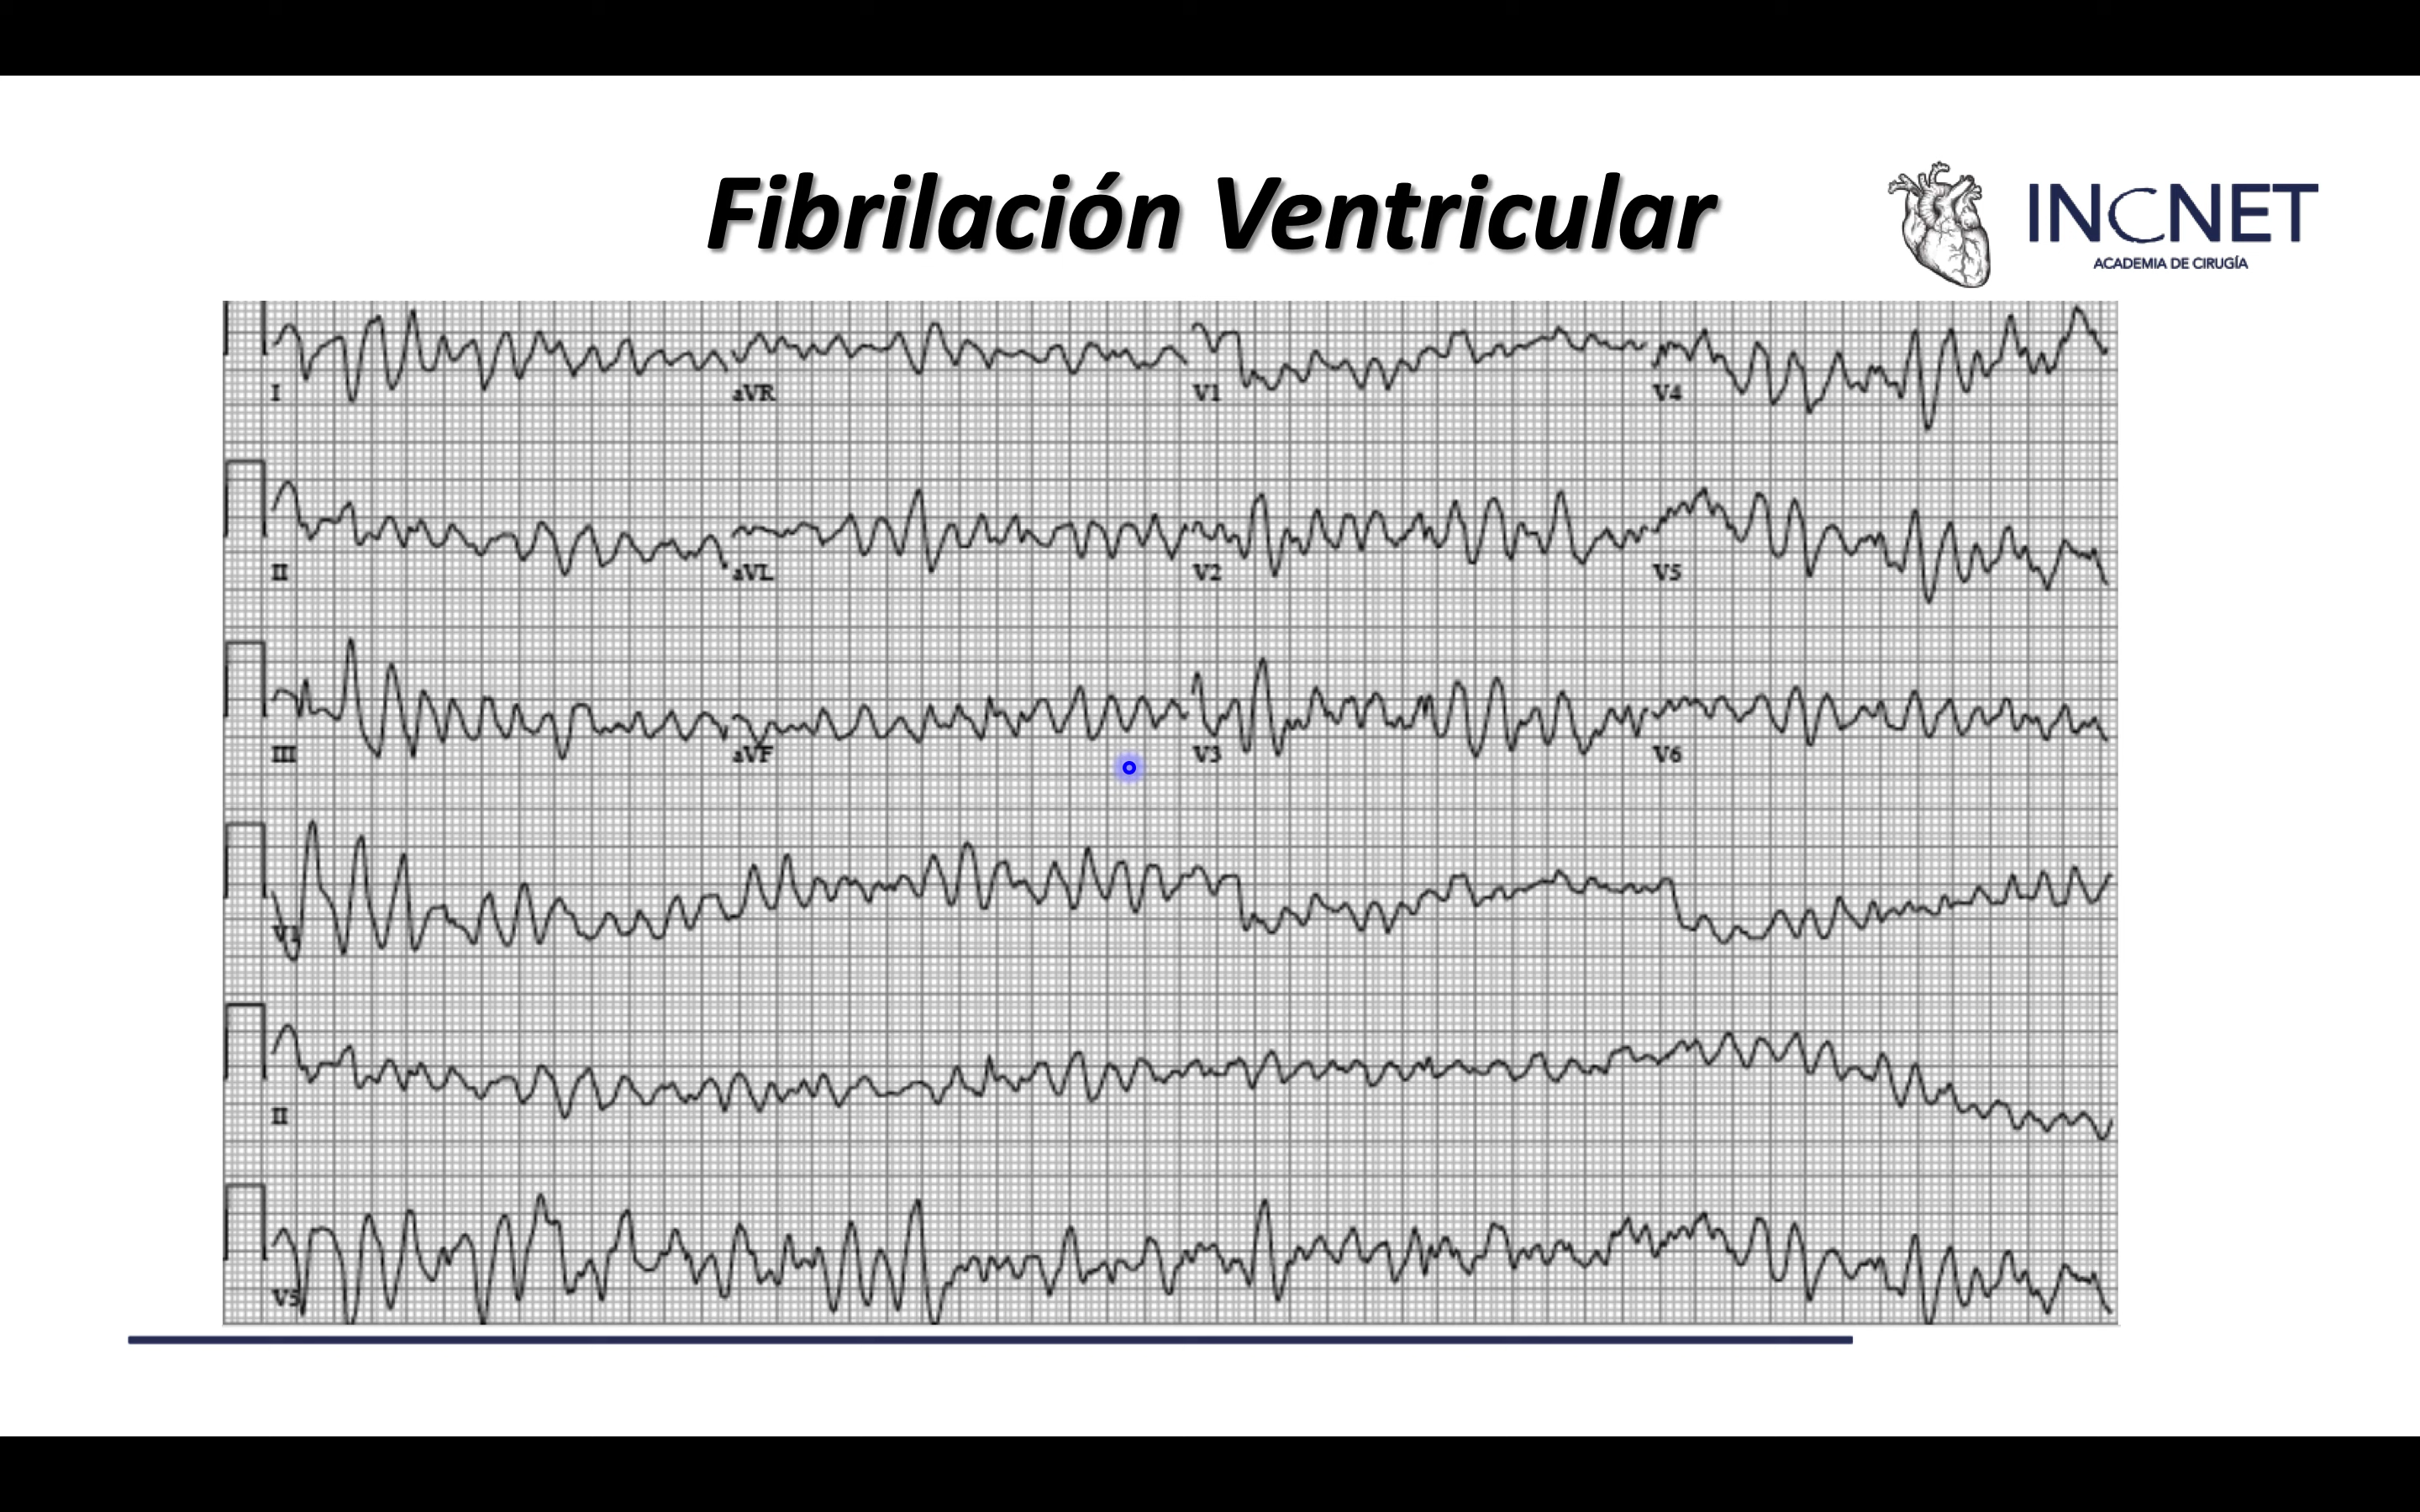 Fibrilación Ventricular
INCNET
ACADEMIA DE CIRUGÍA
I aVR V1 V4
II aVL V2 V5
III aVF V3 V6
V1
II
V5